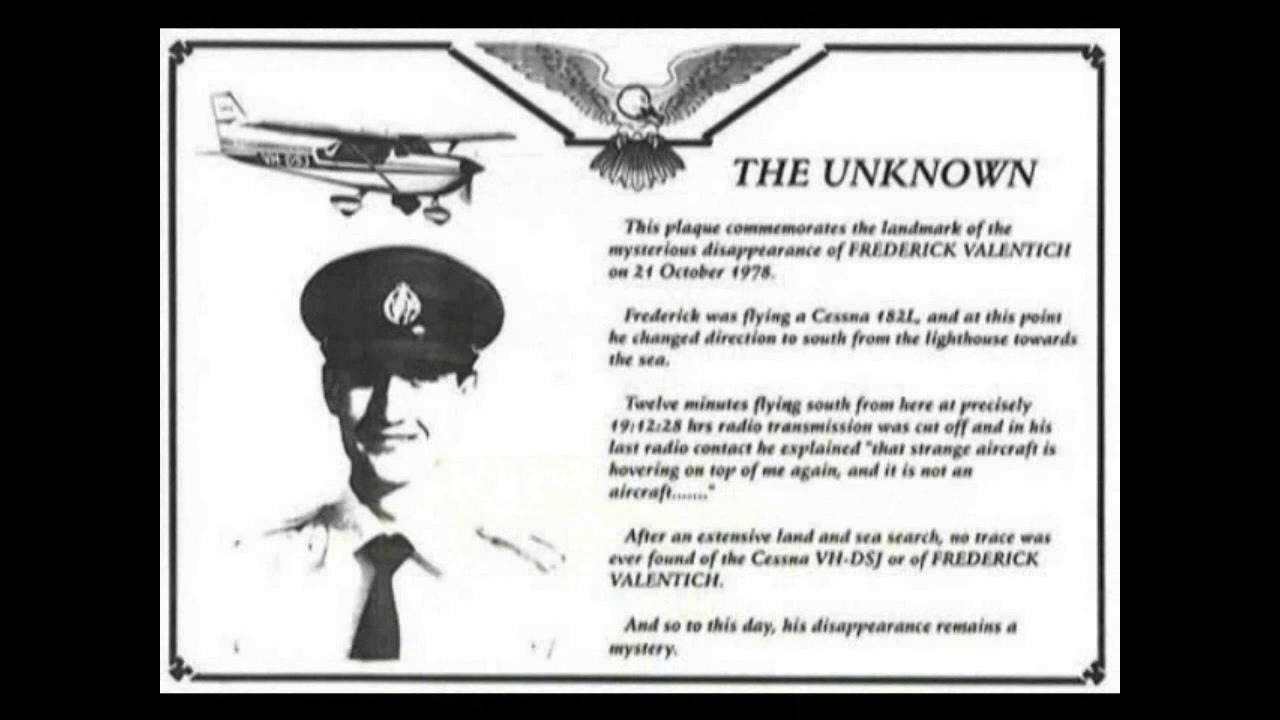 VH-DSJ
THE UNKNOWN
This plaque commemorates the landmark of the
mysterious disappearance of FREDERICK VALENTICH
on 21 October 1978.
Frederick was flying a Cessna 182L, and at this point
he changed direction to south from the lighthouse towards
the sea.
Twelve minutes flying south from here at precisely
19:12:28 hrs radio transmission was cut off and in his
last radio contact he explained "that strange aircraft is
hovering on top of me again, and it is not an
aircraft......."
After an extensive land and sea search, no trace was
ever found of the Cessna VH-DSJ or of FREDERICK
VALENTICH.
And so to this day, his disappearance remains a
mystery.